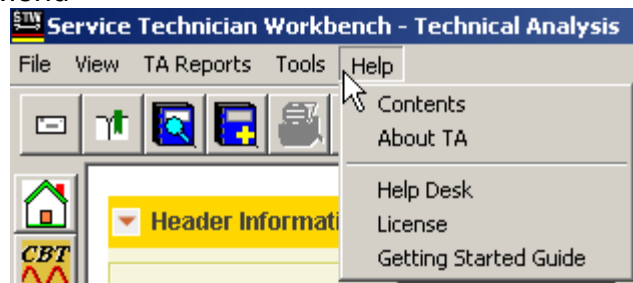 menu
STW Service Technician Workbench - Technical Analysis
File View TA Reports Tools Help
Contents
About TA
Header Informati
Help Desk
License
CBT
Getting Started Guide